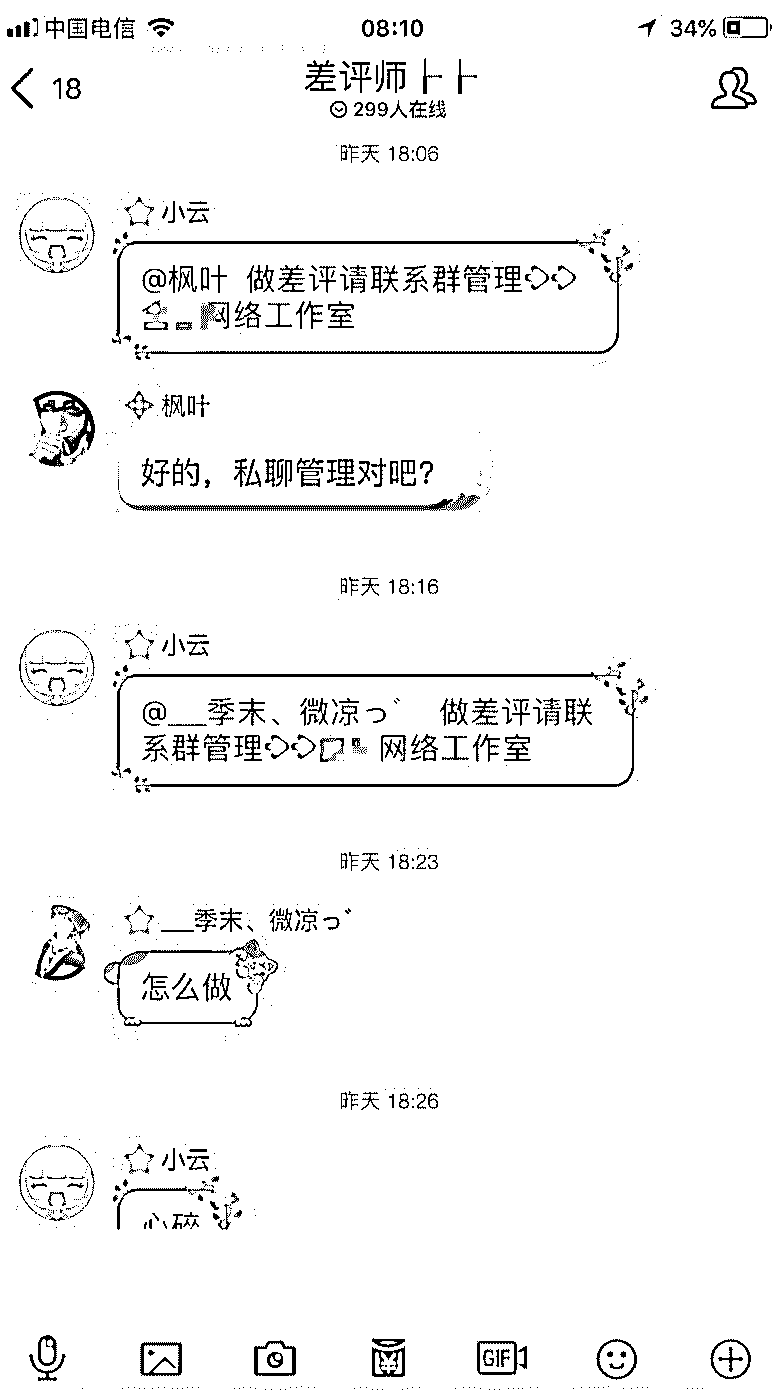 中国电信 08:10 34%
18 差评师├├
299人在线
昨天 18:06
小云
@枫叶 做差评请联系群管理
网络工作室
枫叶
好的，私聊管理对吧？
昨天 18:16
小云
@___季末、微凉っ゛ 做差评请联
系群管理 网络工作室
昨天 18:23
___季末、微凉っ゛
怎么做
昨天 18:26
小云
心碎
GIF